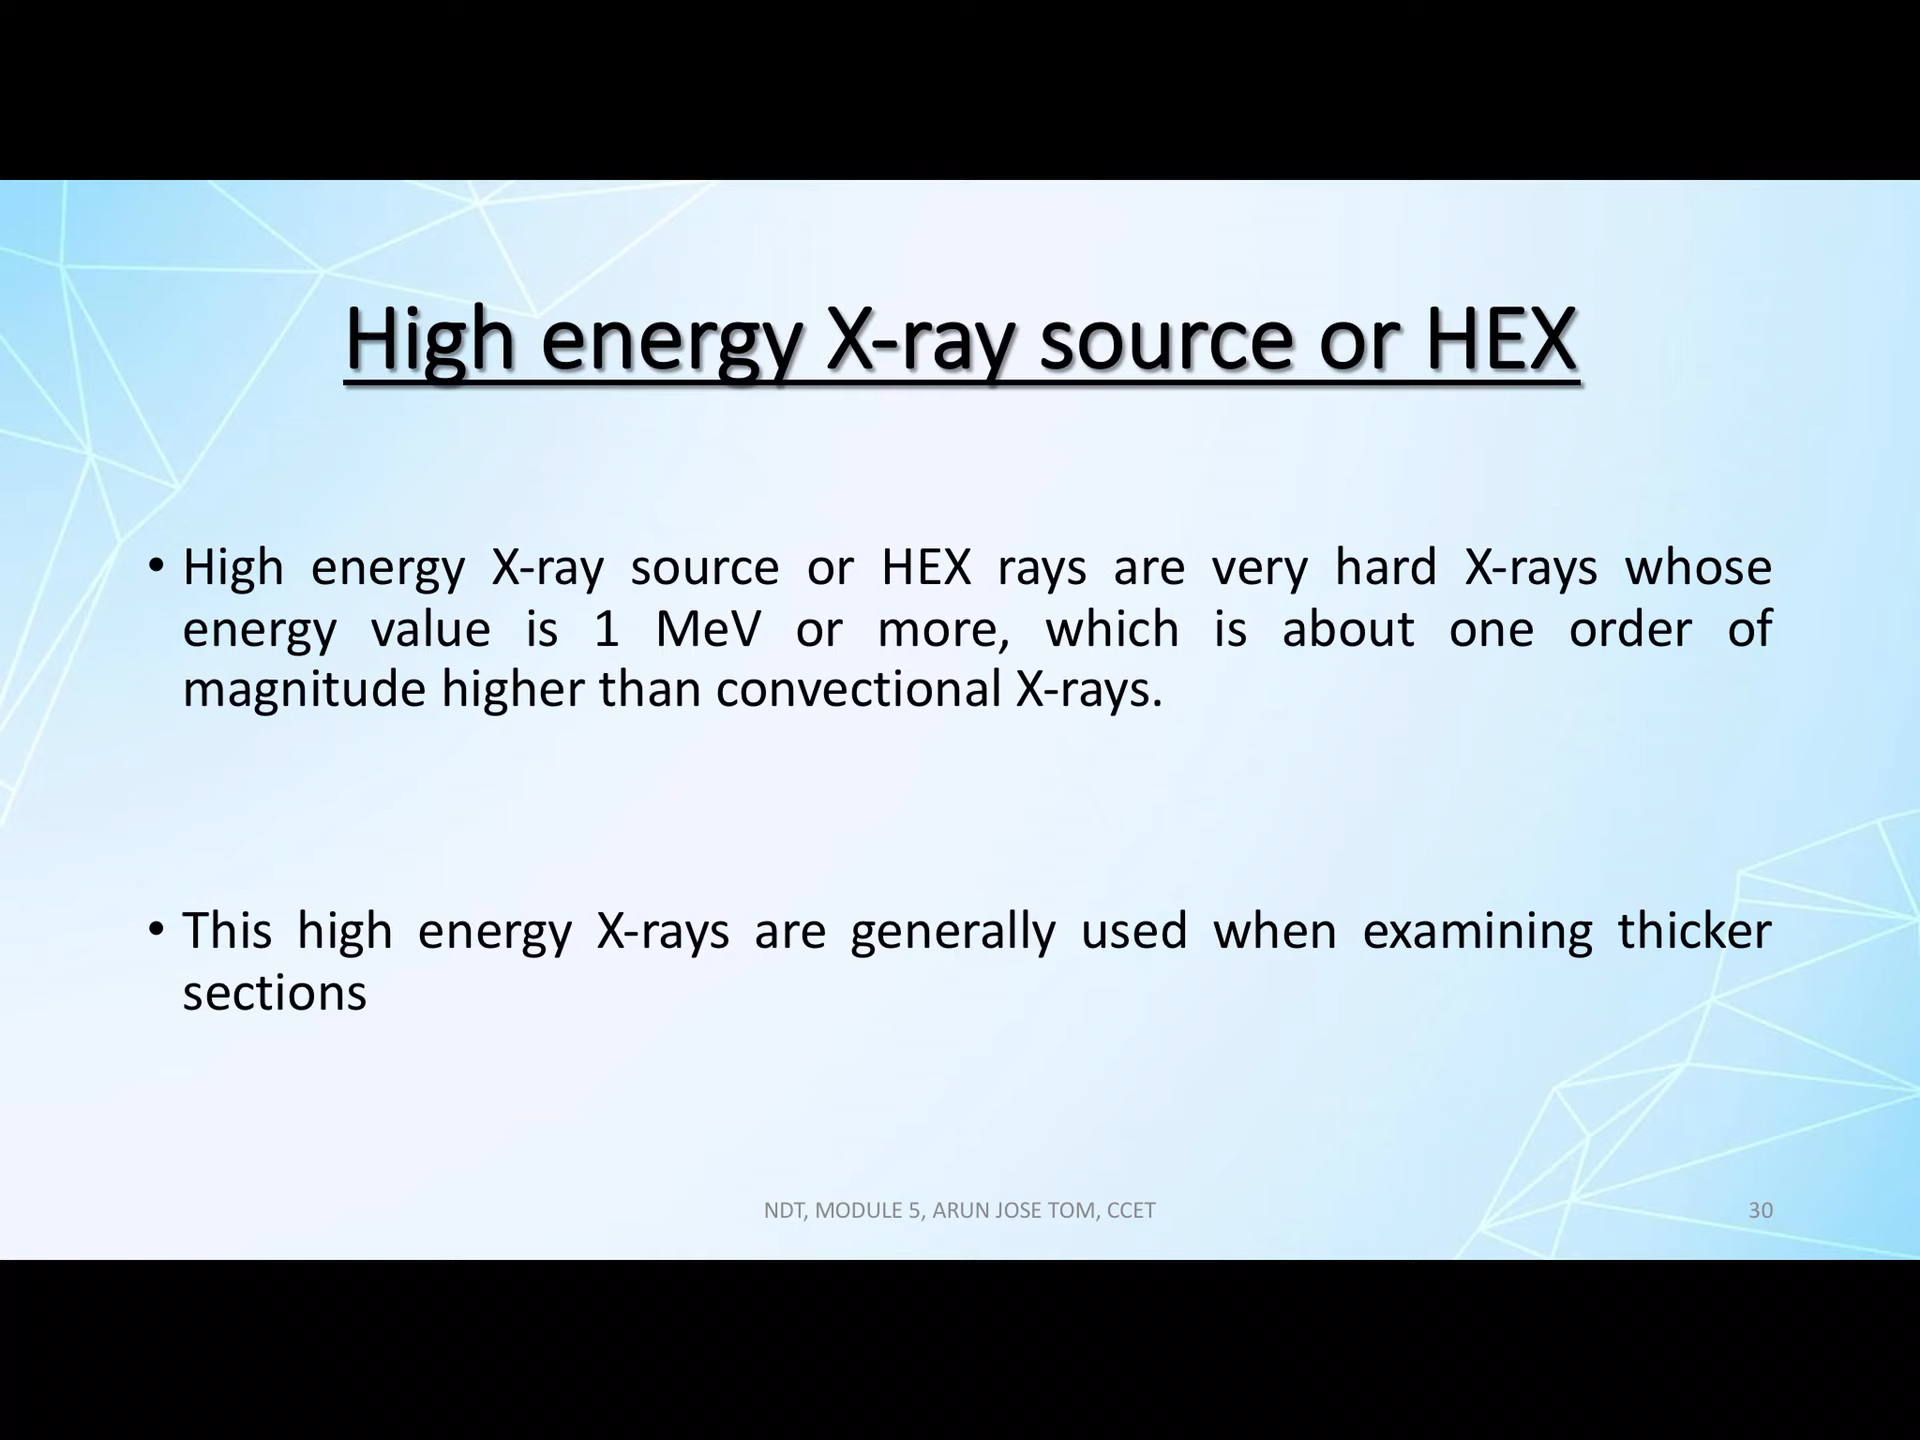 High energy X-ray source or HEX
• High energy X-ray source or HEX rays are very hard X-rays whose
energy value is 1 MeV or more, which is about one order of
magnitude higher than convectional X-rays.
• This high energy X-rays are generally used when examining thicker
sections
NDT, MODULE 5, ARUN JOSE TOM, CCET
30